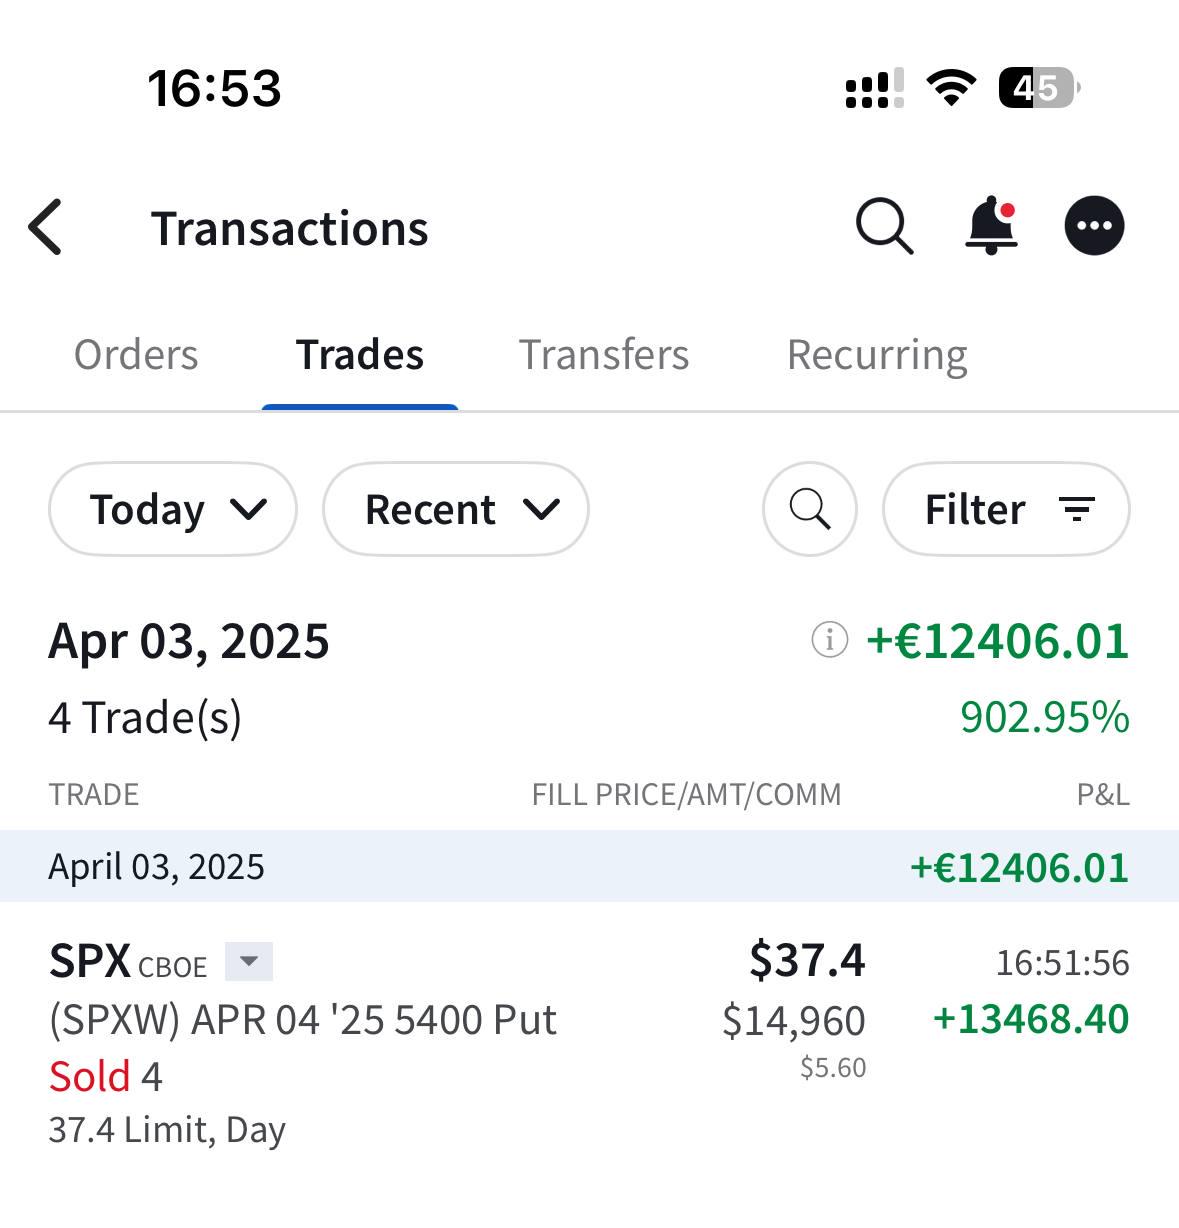 16:53 45
Transactions
Orders Trades Transfers Recurring
Today Recent Filter
Apr 03, 2025 +€12406.01
4 Trade(s) 902.95%
TRADE FILL PRICE/AMT/COMM P&L
April 03, 2025 +€12406.01
SPX CBOE $37.4 16:51:56
(SPXW) APR 04 '25 5400 Put $14,960 +13468.40
Sold 4 $5.60
37.4 Limit, Day